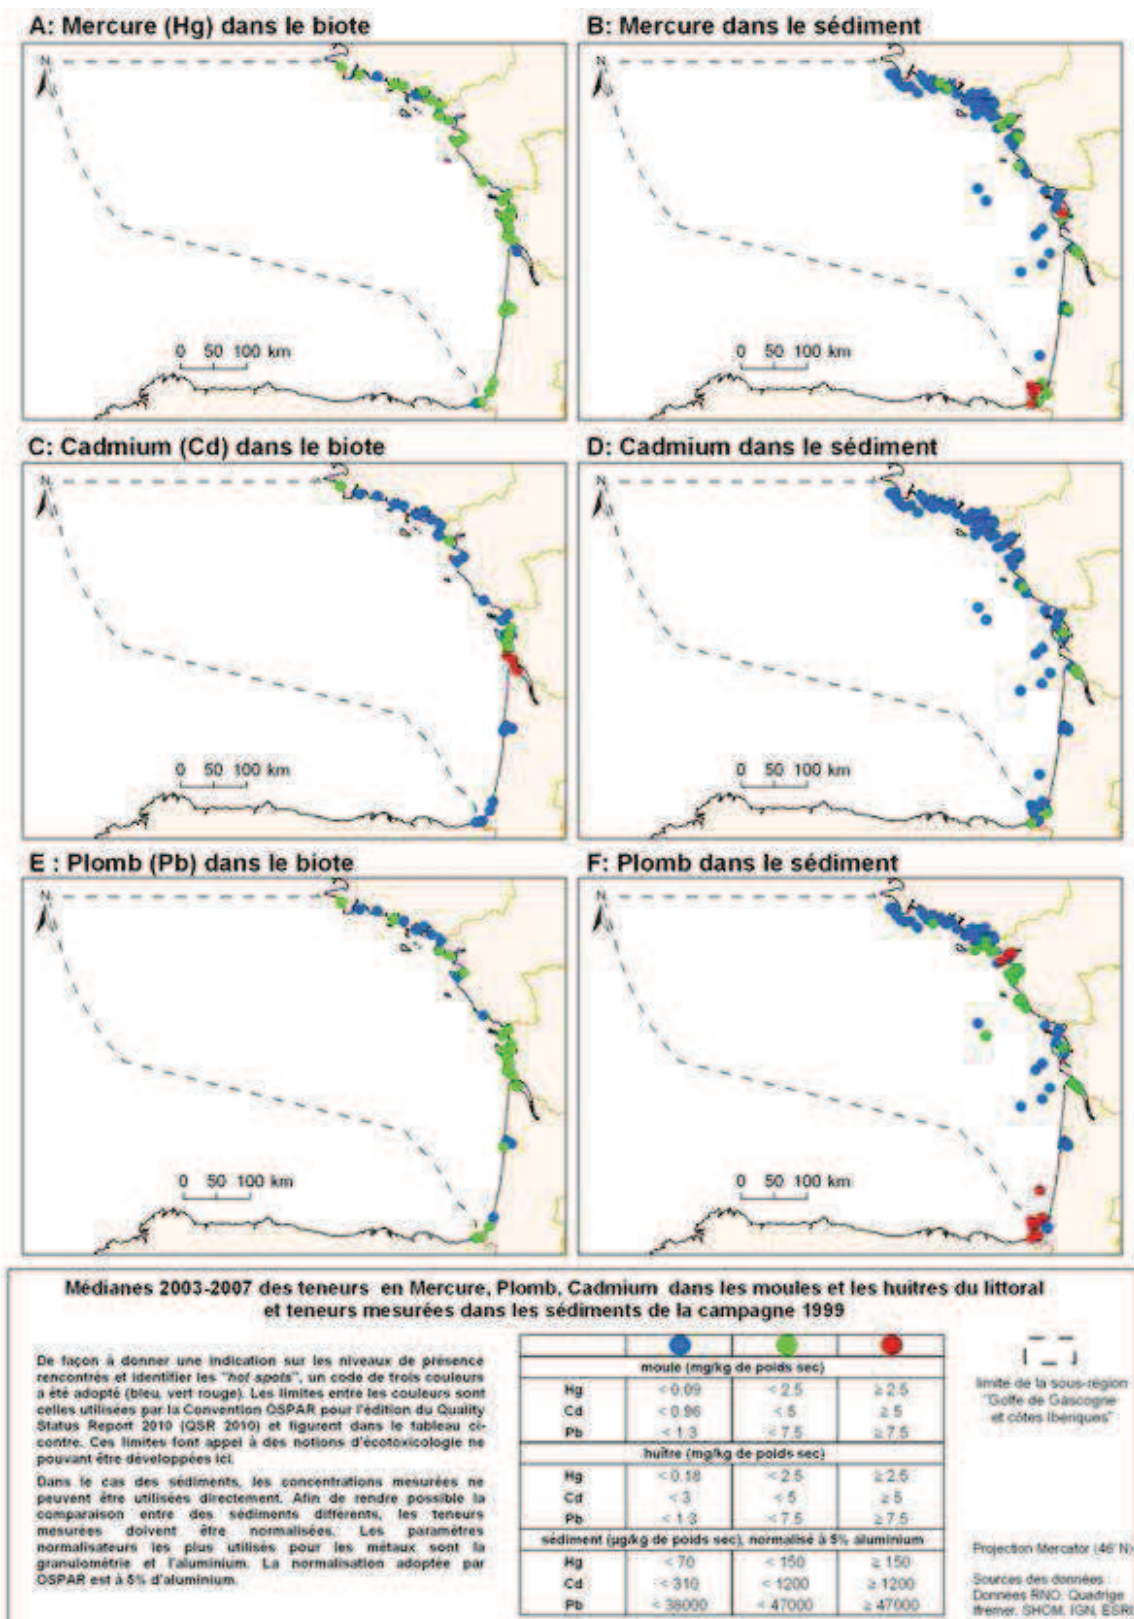 A: Mercure (Hg) dans le biote
B: Mercure dans le sédiment
N
0 50 100 km
N
0 50 100 km
C: Cadmium (Cd) dans le biote
D: Cadmium dans le sédiment
N
0 50 100 km
N
0 50 100 km
E : Plomb (Pb) dans le biote
F: Plomb dans le sédiment
N
0 50 100 km
N
0 50 100 km
Médianes 2003-2007 des teneurs en Mercure, Plomb, Cadmium dans les moules et les huitres du littoral
et teneurs mesurées dans les sédiments de la campagne 1999
De façon à donner une indication sur les niveaux de présence
rencontrés et identifier les "hot spots", un code de trois couleurs
a été adopté (bleu, vert rouge). Les limites entre les couleurs sont
celles utilisées par la Convention OSPAR pour l'édition du Quality
Status Report 2010 (QSR 2010) et figurent dans le tableau ci-
contre. Ces limites font appel à des notions d'écotoxicologie ne
pouvant être développées ici.
Dans le cas des sédiments, les concentrations mesurées ne
peuvent être utilisées directement. Afin de rendre possible la
comparaison entre des sédiments différents, les teneurs
mesurées doivent être normalisées. Les paramètres
normalisateurs les plus utilisés pour les métaux sont la
granulométrie et l'aluminium. La normalisation adoptée par
OSPAR est à 5% d'aluminium.
moule (mg/kg de poids sec)
Hg < 0.09 < 2.5 ≥ 2.5
Cd < 0.96 < 5 ≥ 5
Pb < 1.3 < 7.5 ≥ 7.5
huître (mg/kg de poids sec)
Hg < 0.18 < 2.5 ≥ 2.5
Cd < 3 < 5 ≥ 5
Pb < 1.3 < 7.5 ≥ 7.5
sédiment (µg/kg de poids sec), normalisé à 5% aluminium
Hg < 70 < 150 ≥ 150
Cd < 310 < 1200 ≥ 1200
Pb < 38000 < 47000 ≥ 47000
limite de la sous-région
"Golfe de Gascogne
et côtes Ibériques"
Projection Mercator (46°N)
Sources des données :
Données RNO, Quadrige
Ifremer, SHOM, IGN, ESRI